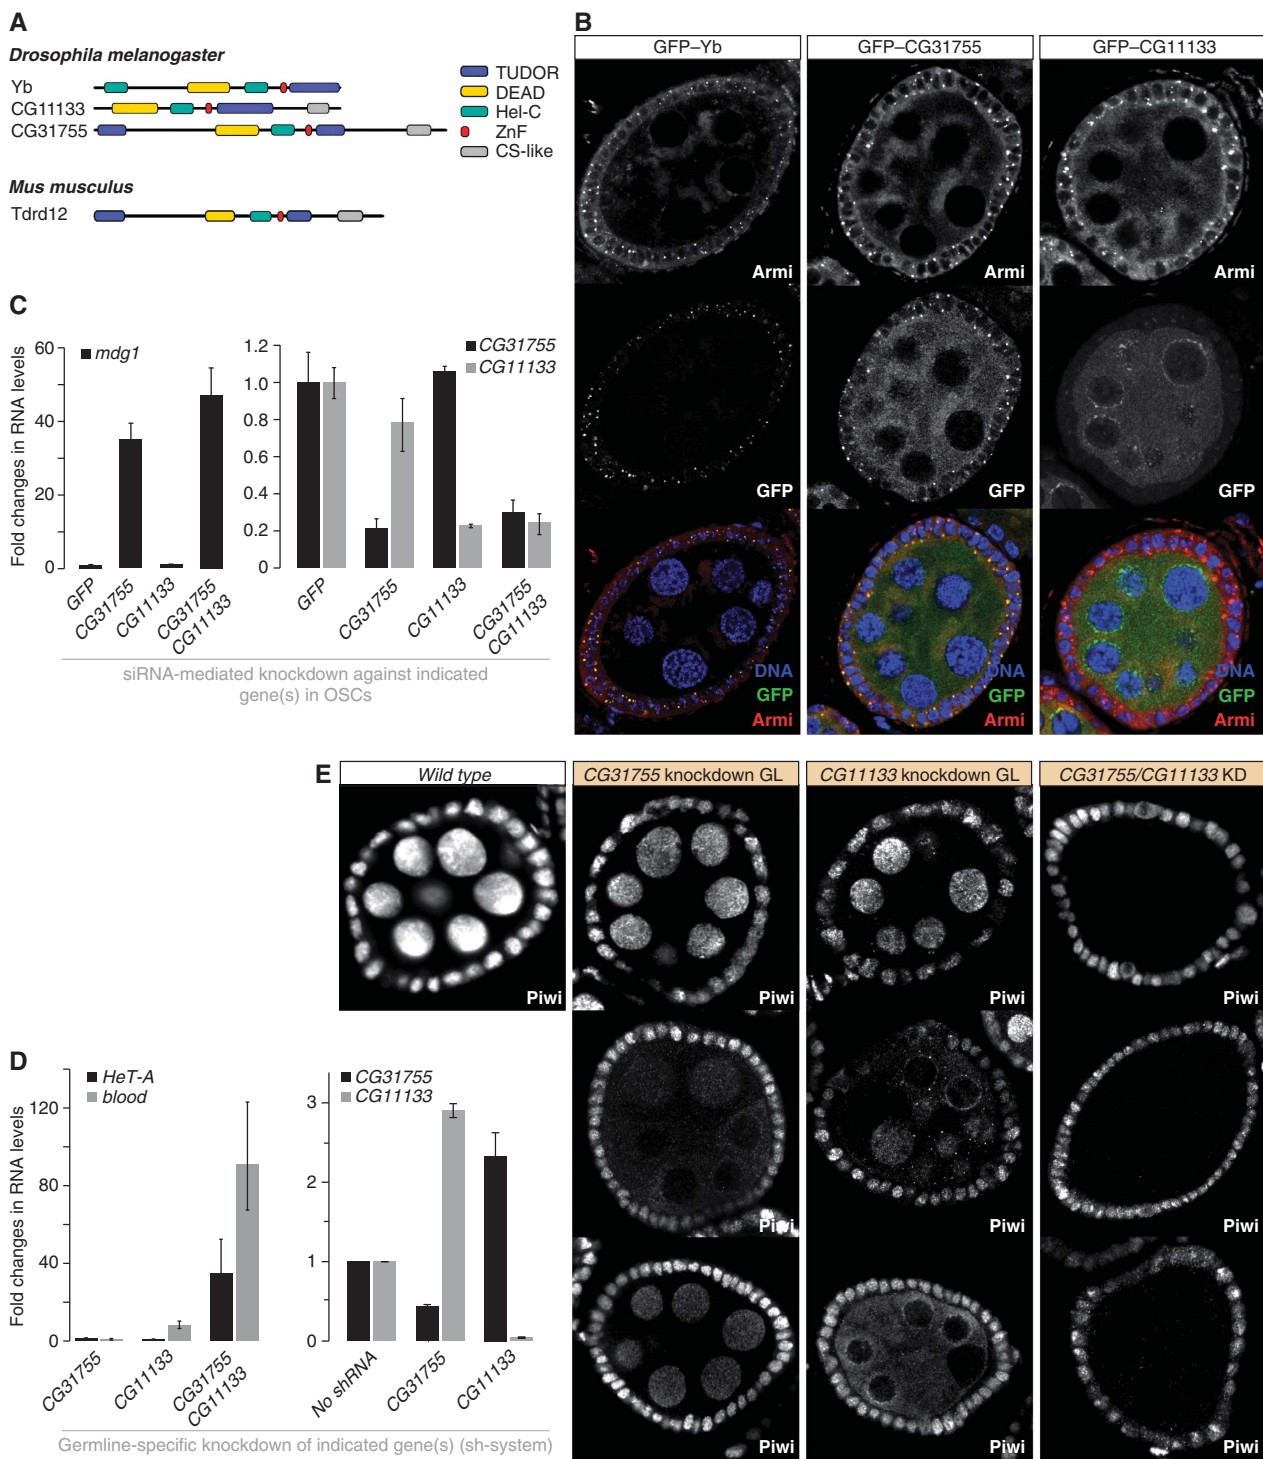 A
Drosophila melanogaster
Yb
CG11133
CG31755
TUDOR
DEAD
Hel-C
ZnF
CS-like
Mus musculus
Tdrd12
B
GFP–Yb
GFP–CG31755
GFP–CG11133
Armi
Armi
Armi
GFP
GFP
GFP
DNA
GFP
Armi
DNA
GFP
Armi
DNA
GFP
Armi
C
Fold changes in RNA levels
60
40
20
0
mdg1
GFP
CG31755
CG11133
CG31755
CG11133
1.2
1.0
0.8
0.6
0.4
0.2
0
CG31755
CG11133
GFP
CG31755
CG11133
CG31755
CG11133
siRNA-mediated knockdown against indicated
gene(s) in OSCs
E
Wild type
CG31755 knockdown GL
CG11133 knockdown GL
CG31755/CG11133 KD
Piwi
Piwi
Piwi
Piwi
Piwi
Piwi
Piwi
Piwi
Piwi
Piwi
D
Fold changes in RNA levels
120
80
40
0
HeT-A
blood
CG31755
CG11133
CG31755
CG11133
3
2
1
0
CG31755
CG11133
No shRNA
CG31755
CG11133
Germline-specific knockdown of indicated gene(s) (sh-system)